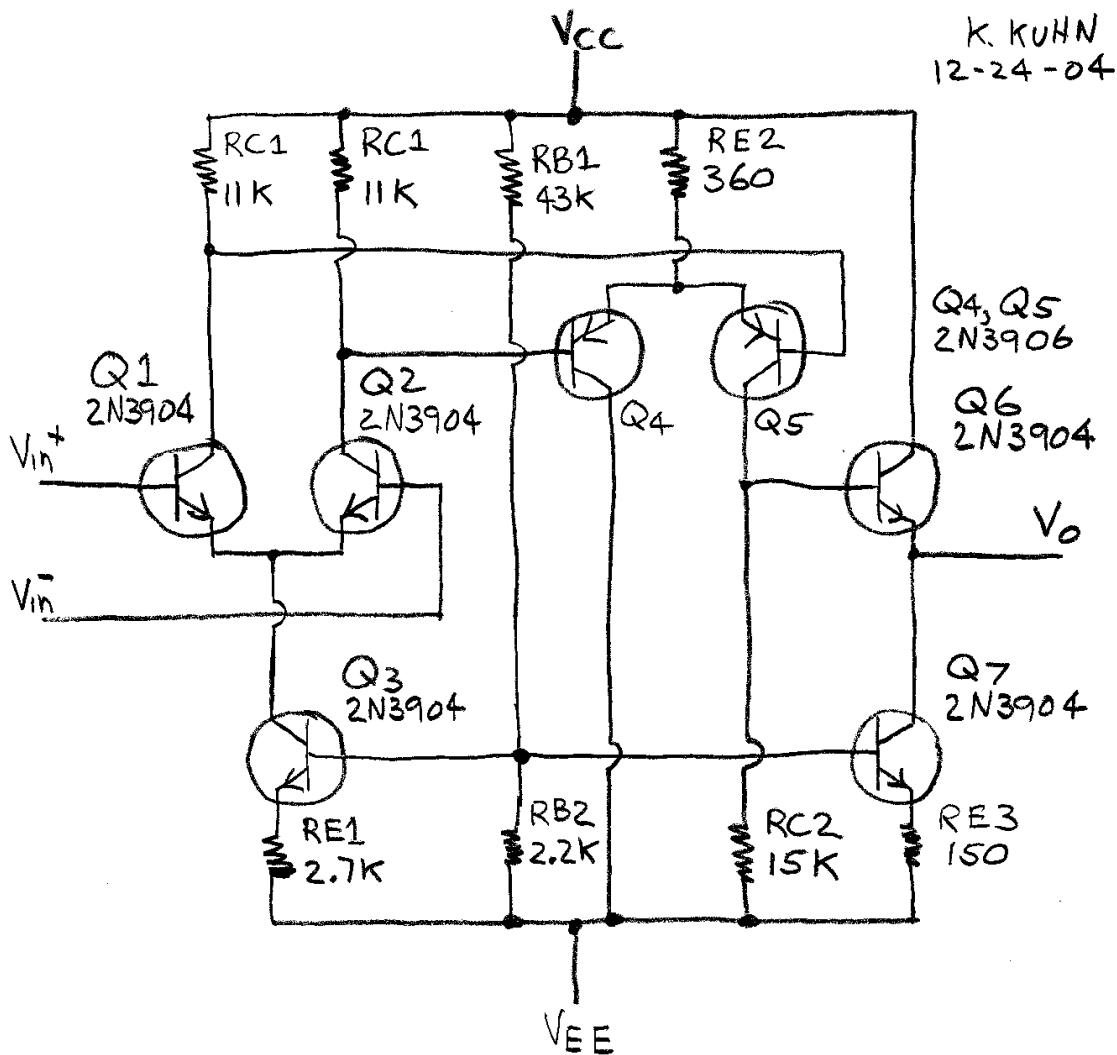 K. KUHN
12-24-04
VCC
RC1
11K
RC1
11K
RB1
43K
RE2
360
Q4, Q5
2N3906
Q1
2N3904
Q2
2N3904
Q4
Q5
Q6
2N3904
Vin+
Vo
Vin-
Q3
2N3904
Q7
2N3904
RE1
2.7K
RB2
2.2K
RC2
15K
RE3
150
VEE